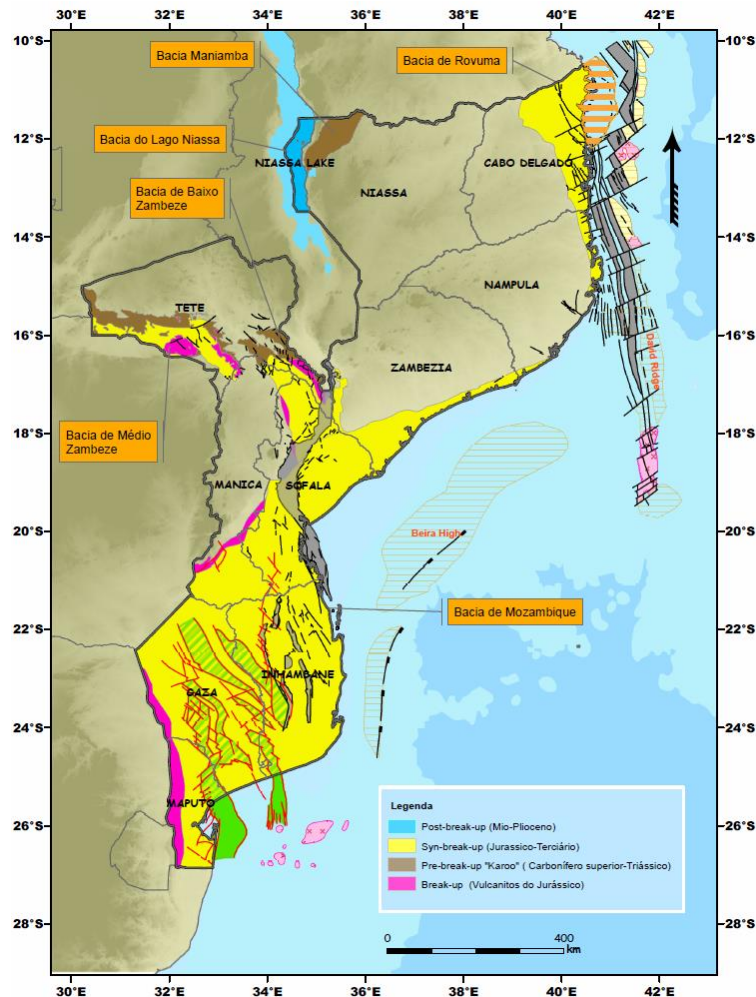 30°E 32°E 34°E 36°E 38°E 40°E 42°E
10°S
12°S
14°S
16°S
18°S
20°S
22°S
24°S
26°S
28°S
10°S
12°S
14°S
16°S
18°S
20°S
22°S
24°S
26°S
28°S
Bacia Maniamba
Bacia de Rovuma
Bacia do Lago Niassa
NIASSA LAKE
CABO DELGADO
Bacia de Baixo
Zambeze
NIASSA
NAMPULA
TETE
David Ridge
ZAMBEZIA
Bacia de Médio
Zambeze
MANICA
SOFALA
Beira High
Bacia de Mozambique
INHAMBANE
GAZA
MAPUTO
Legenda
Post-break-up (Mio-Plioceno)
Syn-break-up (Jurassico-Terciário)
Pre-break-up "Karoo" ( Carbonífero superior-Triássico)
Break-up (Vulcanitos do Jurássico)
0 400
km
30°E 32°E 34°E 36°E 38°E 40°E 42°E